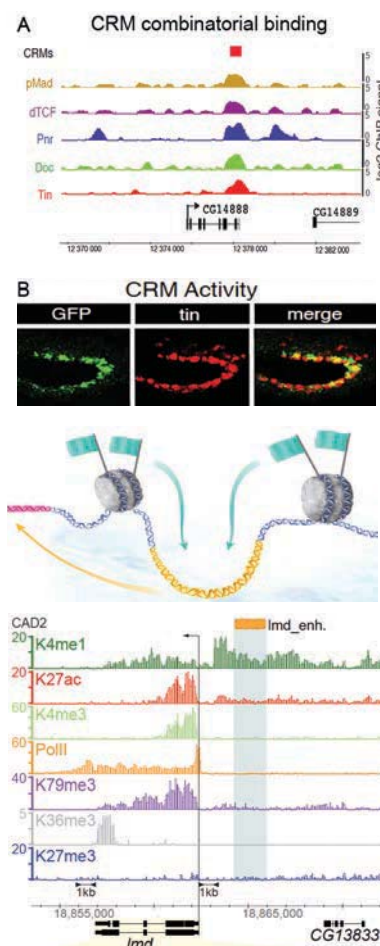 A CRM combinatorial binding
CRMs
pMad
dTCF
Pnr
Doc
Tin
5
0
5
0
5
0
5
0
5
0
CG14888
CG14889
12 370 000 12 374 000 12 378 000 12 382 000
B CRM Activity
GFP tin merge
CAD2 lmd_enh.
20 K4me1
20 K27ac
60 K4me3
60 PolII
40 K79me3
5 K36me3
20 K27me3
1kb 1kb
18,855,000 18,865,000
lmd CG13833